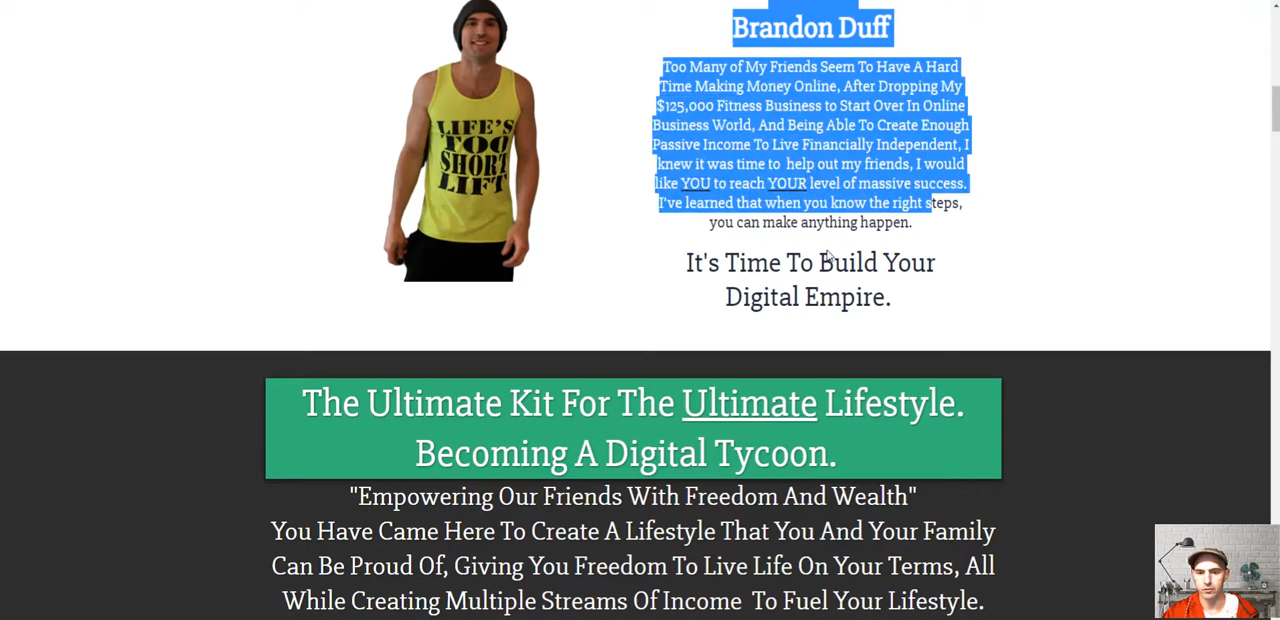 Brandon Duff
Too Many of My Friends Seem To Have A Hard
Time Making Money Online, After Dropping My
$125,000 Fitness Business to Start Over In Online
Business World, And Being Able To Create Enough
Passive Income To Live Financially Independent, I
knew it was time to help out my friends, I would
like YOU to reach YOUR level of massive success.
I've learned that when you know the right steps,
you can make anything happen.
It's Time To Build Your
Digital Empire.
LIFE'S
TOO
SHORT
LIFT
The Ultimate Kit For The Ultimate Lifestyle.
Becoming A Digital Tycoon.
"Empowering Our Friends With Freedom And Wealth"
You Have Came Here To Create A Lifestyle That You And Your Family
Can Be Proud Of, Giving You Freedom To Live Life On Your Terms, All
While Creating Multiple Streams Of Income To Fuel Your Lifestyle.